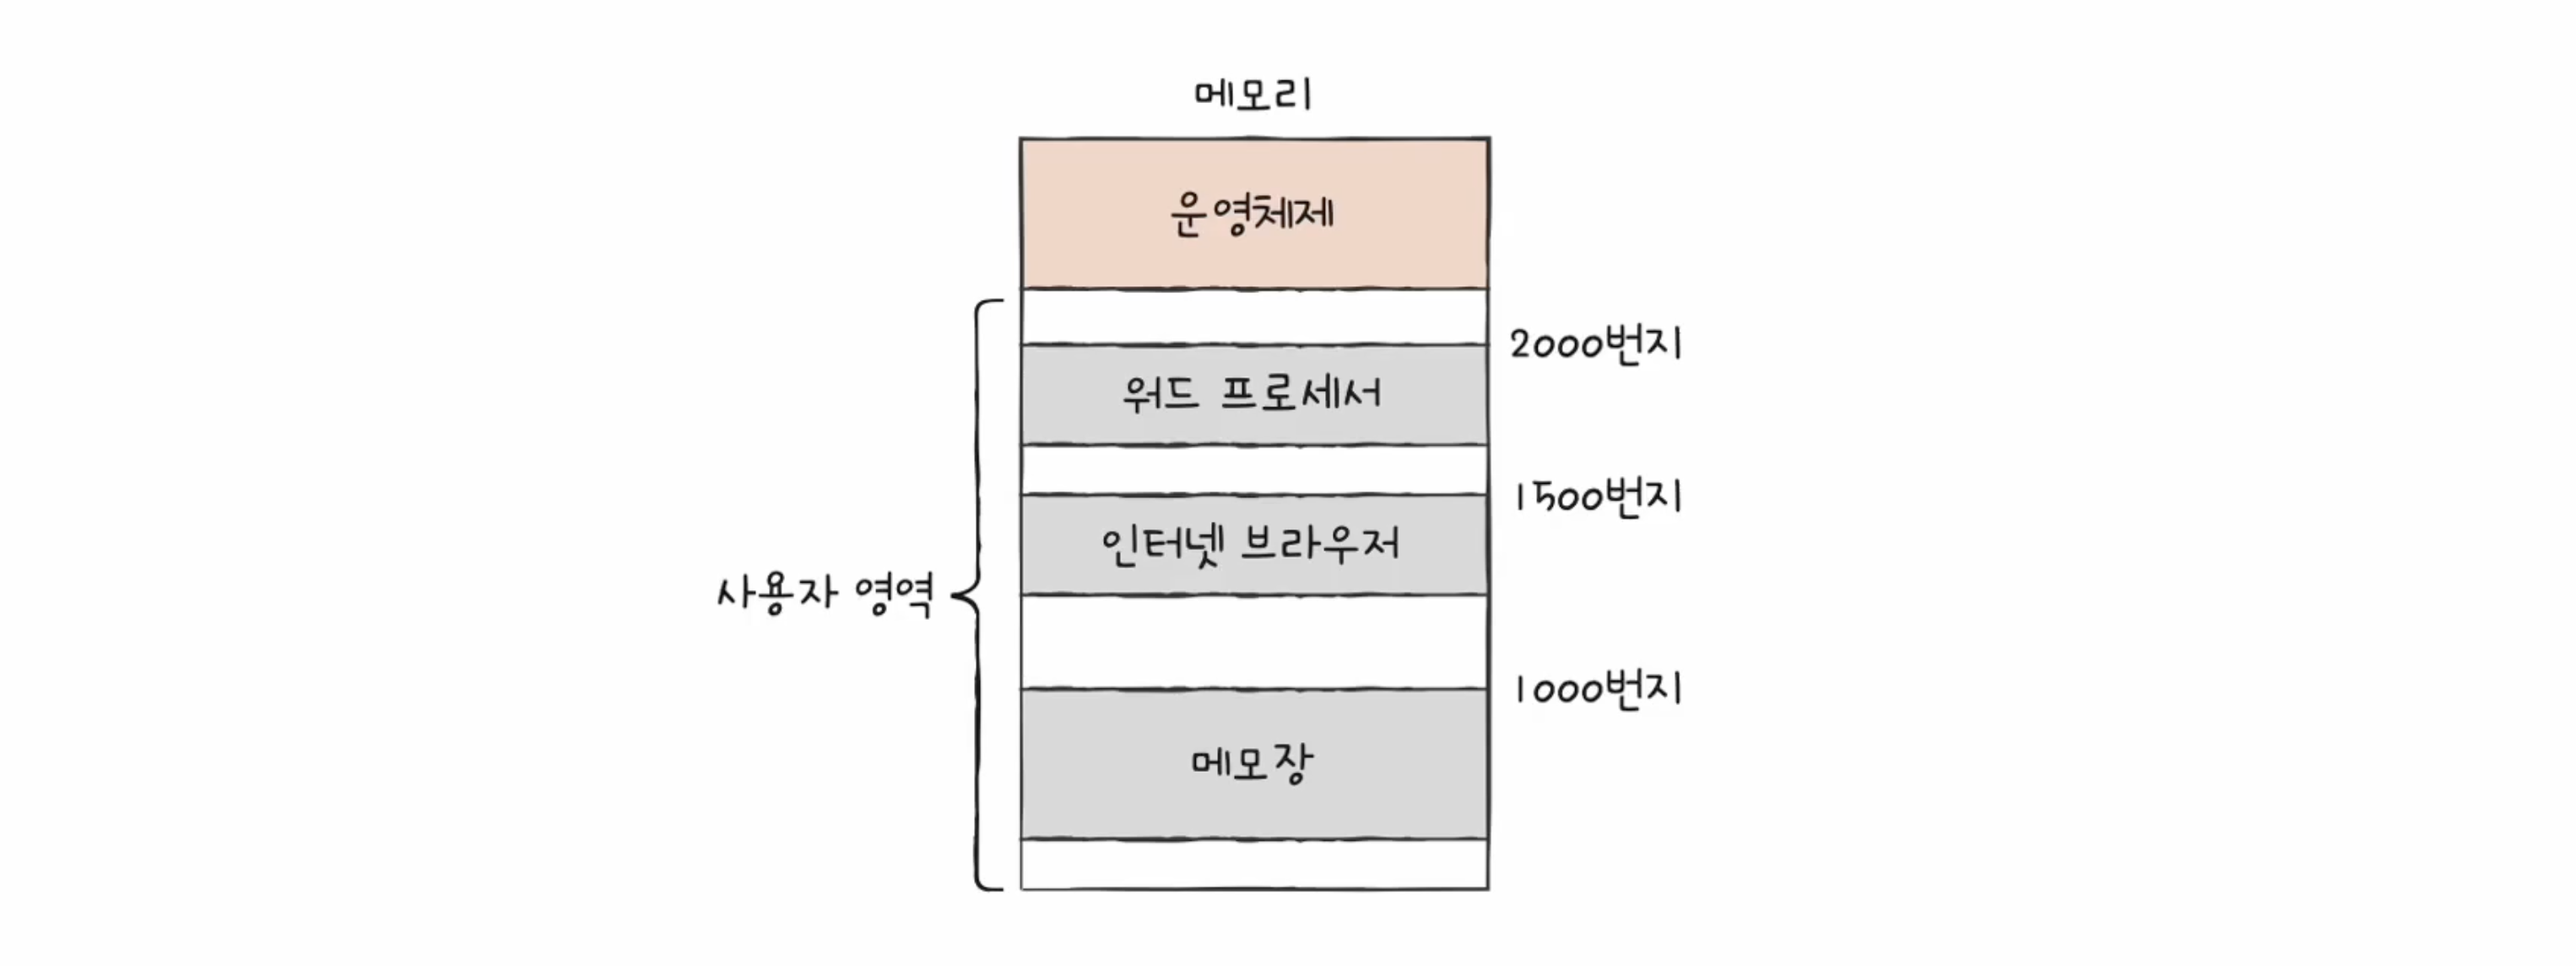 메모리
운영체제
2000번지
워드 프로세서
1500번지
인터넷 브라우저
사용자 영역
1000번지
메모장